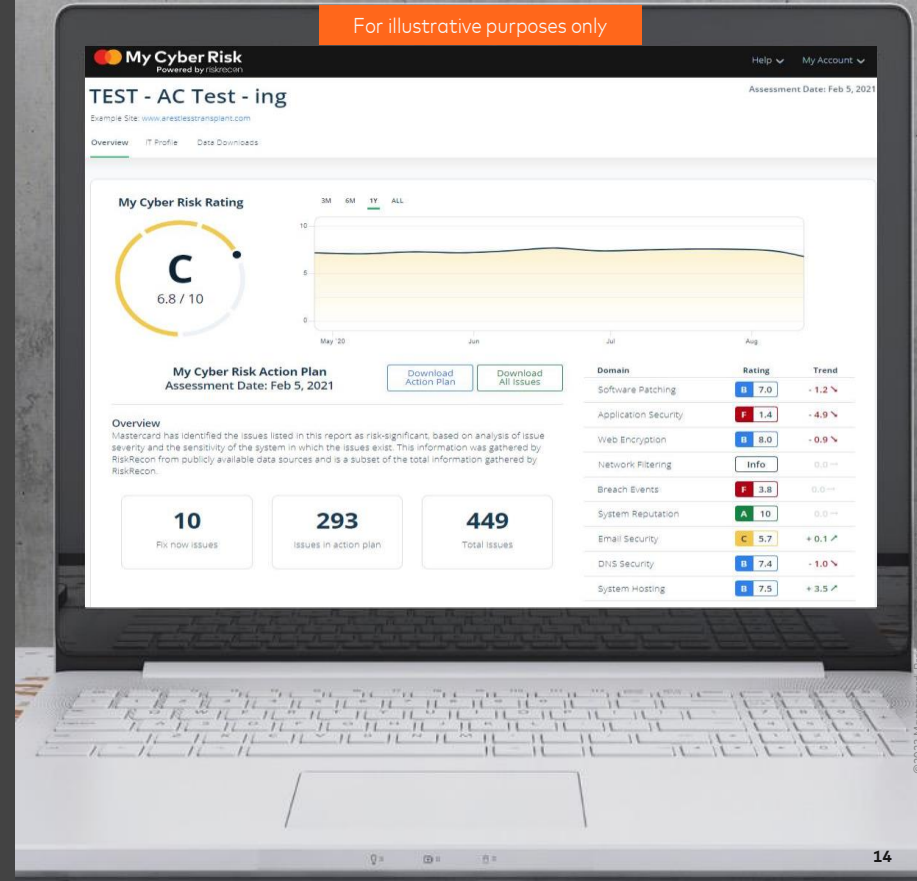 For illustrative purposes only
My Cyber Risk
Powered by riskrecon
Help
My Account
TEST - AC Test - ing
Assessment Date: Feb 5, 2021
Example Site: www.arestlesstransplant.com
Overview IT Profile Data Downloads
My Cyber Risk Rating
3M 6M 1Y ALL
C
6.8 / 10
10
5
0
May '20 Jun Jul Aug
My Cyber Risk Action Plan
Assessment Date: Feb 5, 2021
Download
Action Plan
Download
All Issues
Overview
Mastercard has identified the issues listed in this report as risk-significant, based on analysis of issue
severity and the sensitivity of the system in which the issues exist. This information was gathered by
RiskRecon from publicly available data sources and is a subset of the total information gathered by
RiskRecon.
10
Fix now issues
293
Issues in action plan
449
Total Issues
Domain Rating Trend
Software Patching B 7.0 - 1.2
Application Security F 1.4 - 4.9
Web Encryption B 8.0 - 0.9
Network Filtering Info 0.0
Breach Events F 3.8 0.0
System Reputation A 10 0.0
Email Security C 5.7 + 0.1
DNS Security B 7.4 - 1.0
System Hosting B 7.5 + 3.5
14